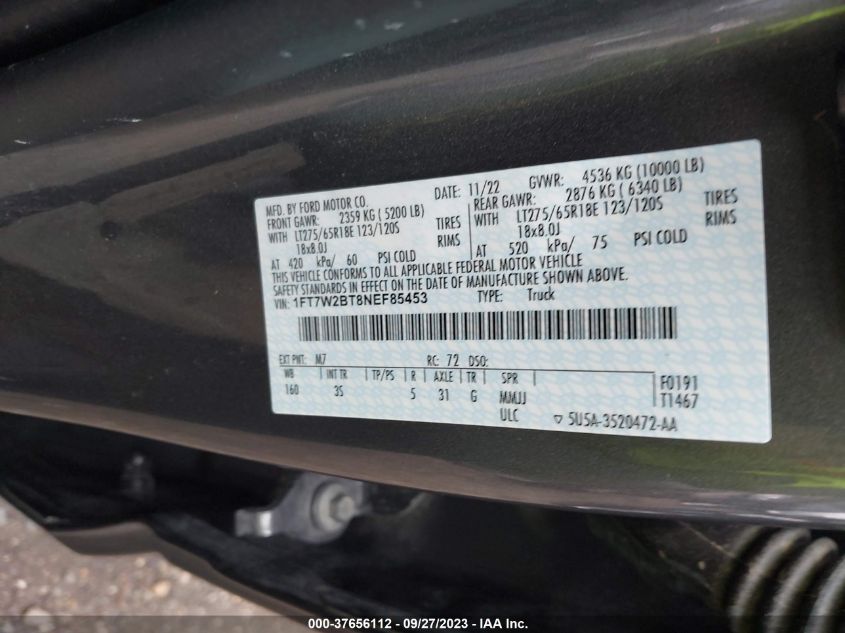 MFD. BY FORD MOTOR CO. DATE: 11/22 GVWR: 4536 KG (10000 LB)
FRONT GAWR: 2359 KG (5200 LB) REAR GAWR: 2876 KG (6340 LB)
WITH LT275/65R18E 123/120S TIRES WITH LT275/65R18E 123/120S TIRES
18x8.0J RIMS 18x8.0J RIMS
AT 420 kPa/ 60 PSI COLD AT 520 kPa/ 75 PSI COLD
THIS VEHICLE CONFORMS TO ALL APPLICABLE FEDERAL MOTOR VEHICLE
SAFETY STANDARDS IN EFFECT ON THE DATE OF MANUFACTURE SHOWN ABOVE.
VIN: 1FT7W2BT8NEF85453 TYPE: Truck
EXT PNT: M7 RC: 72 DSO:
WB INT TR TP/PS R AXLE TR SPR F0191
160 35 5 31 G MMJJ T1467
ULC 5U5A-3520472-AA
000-37656112 - 09/27/2023 - IAA Inc.